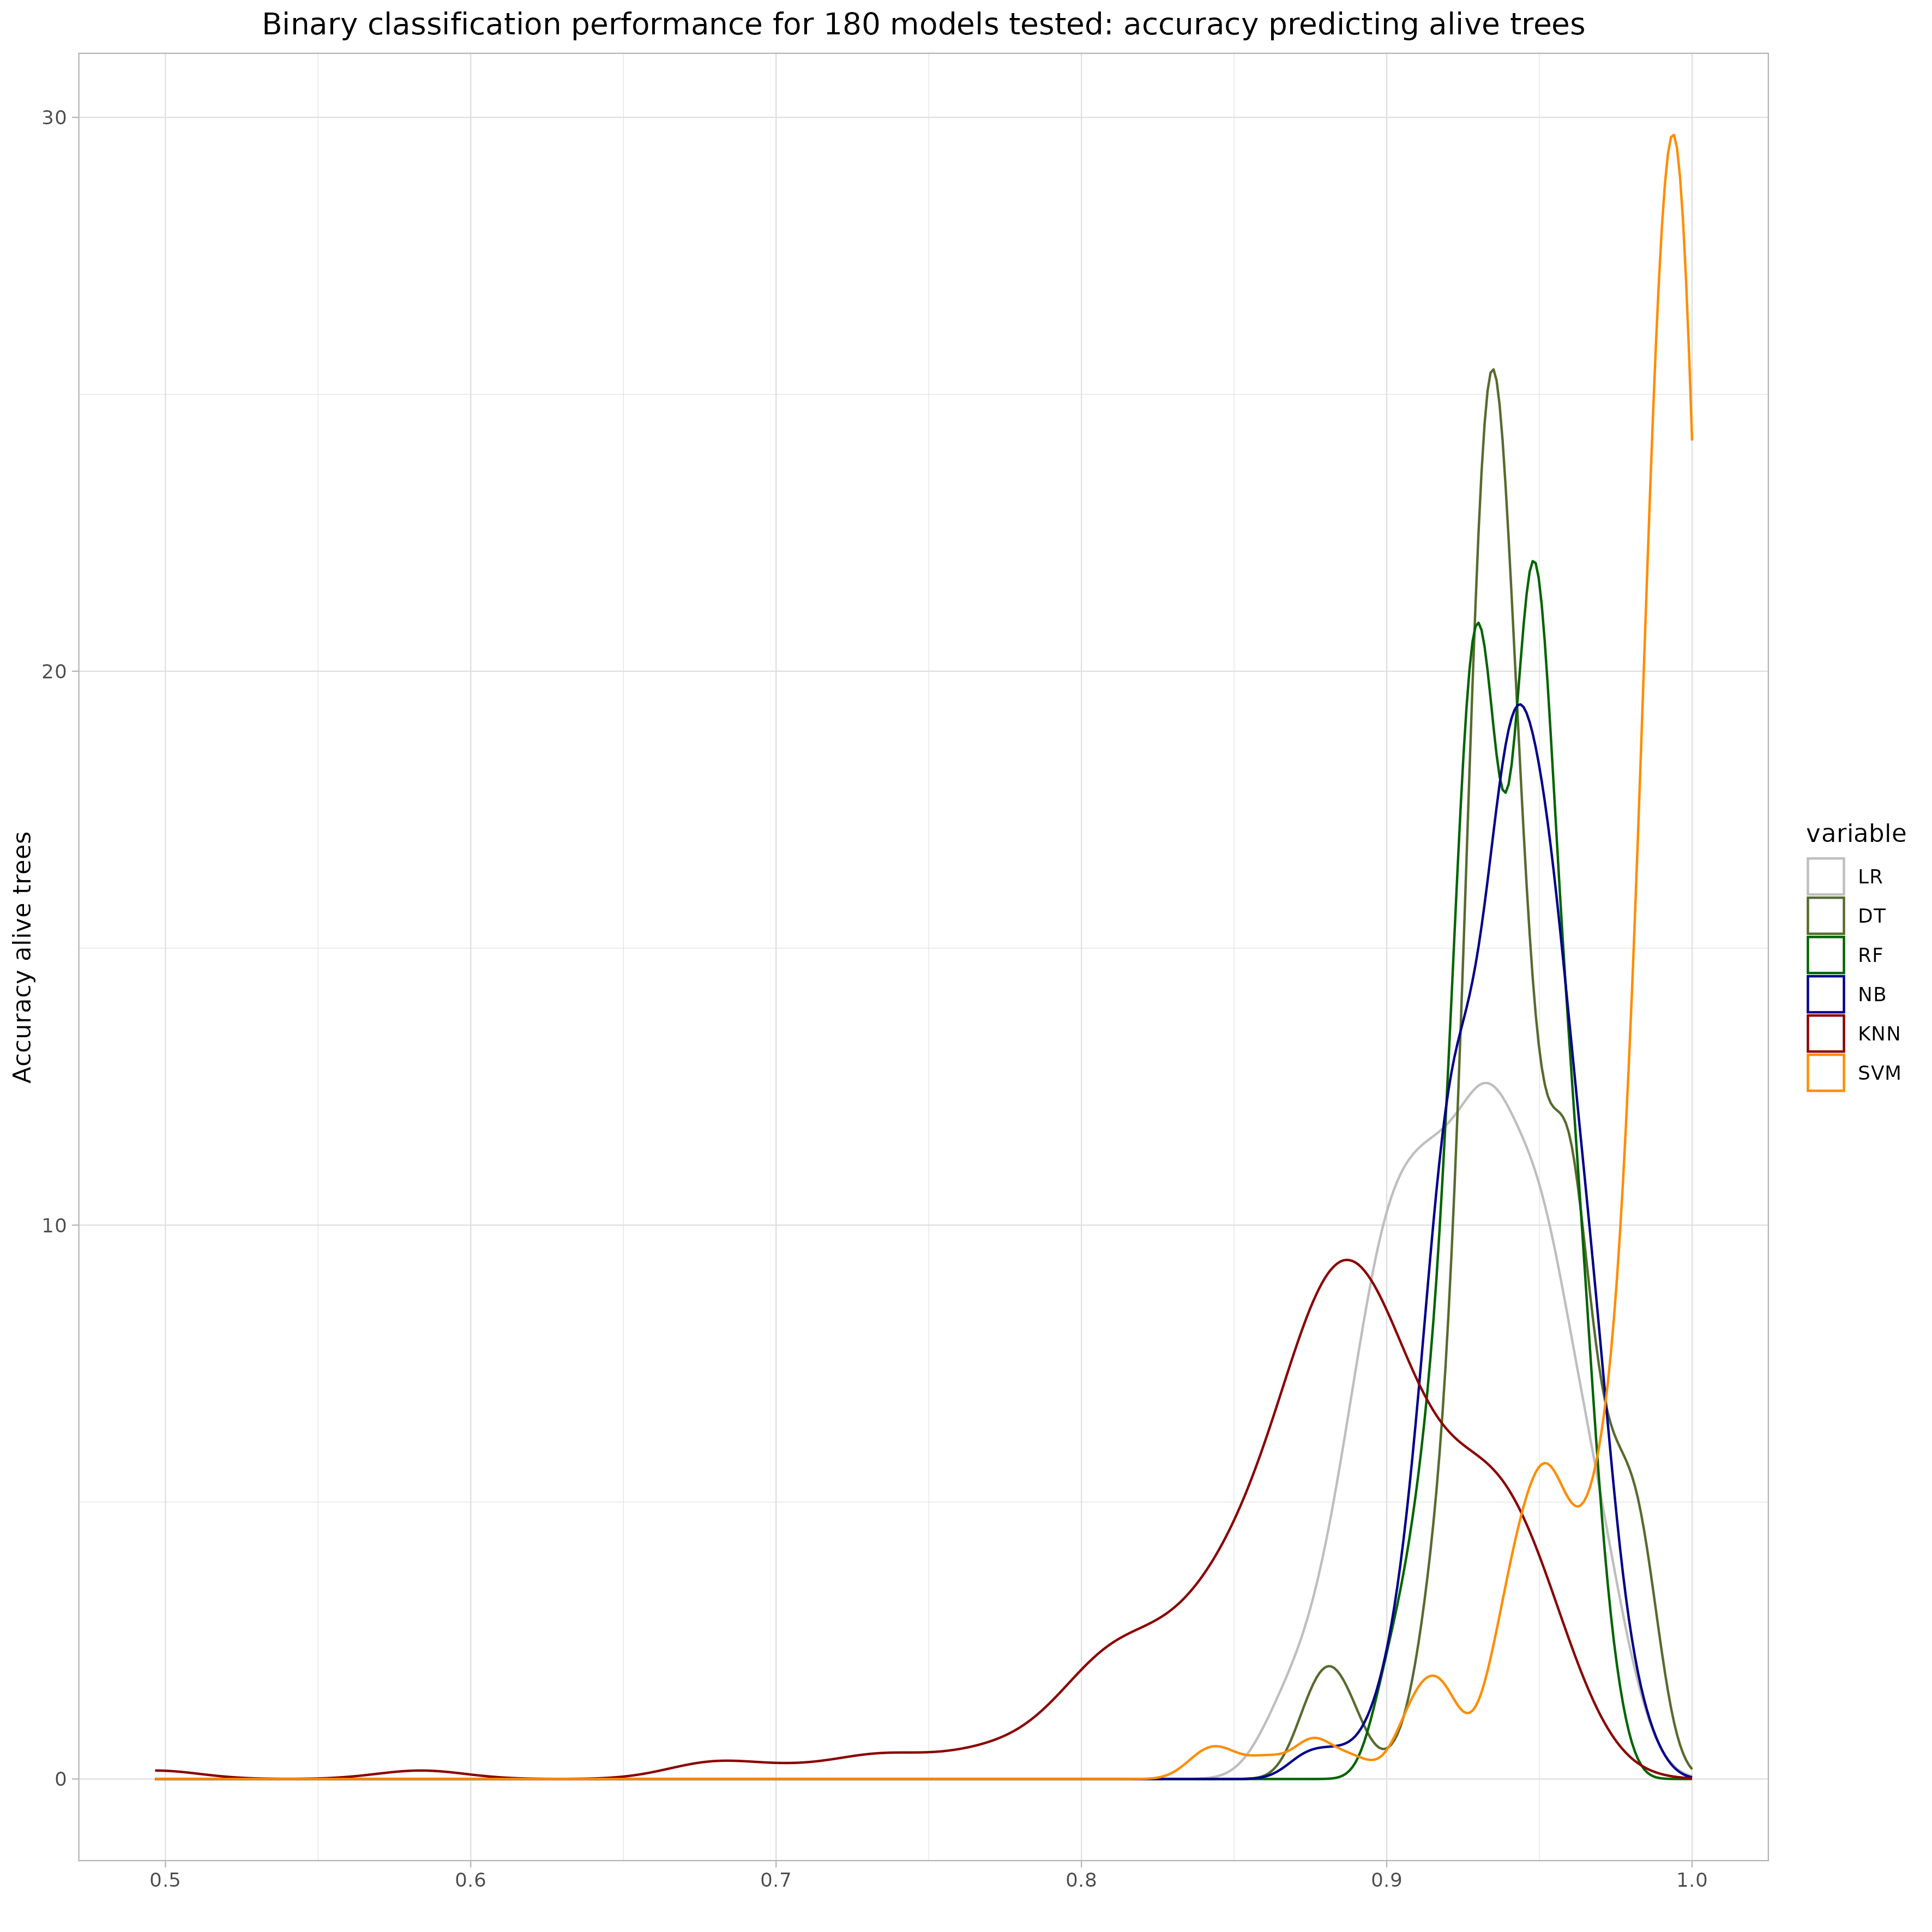 Binary classification performance for 180 models tested: accuracy predicting alive trees
30
20
10
0
Accuracy alive trees
0.5 0.6 0.7 0.8 0.9 1.0
variable
LR
DT
RF
NB
KNN
SVM